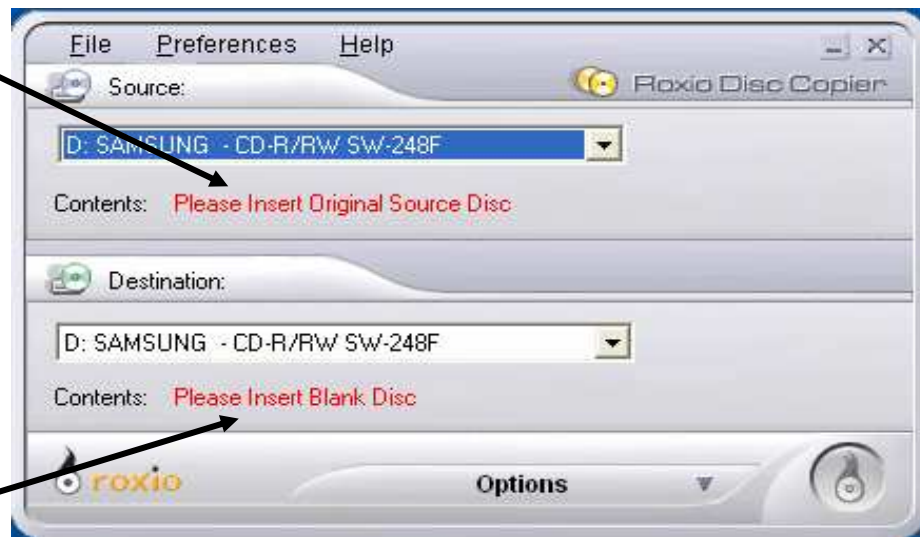 File Preferences Help
Source: Roxio Disc Copier
D: SAMSUNG - CD-R/RW SW-248F
Contents: Please Insert Original Source Disc
Destination:
D: SAMSUNG - CD-R/RW SW-248F
Contents: Please Insert Blank Disc
roxio Options